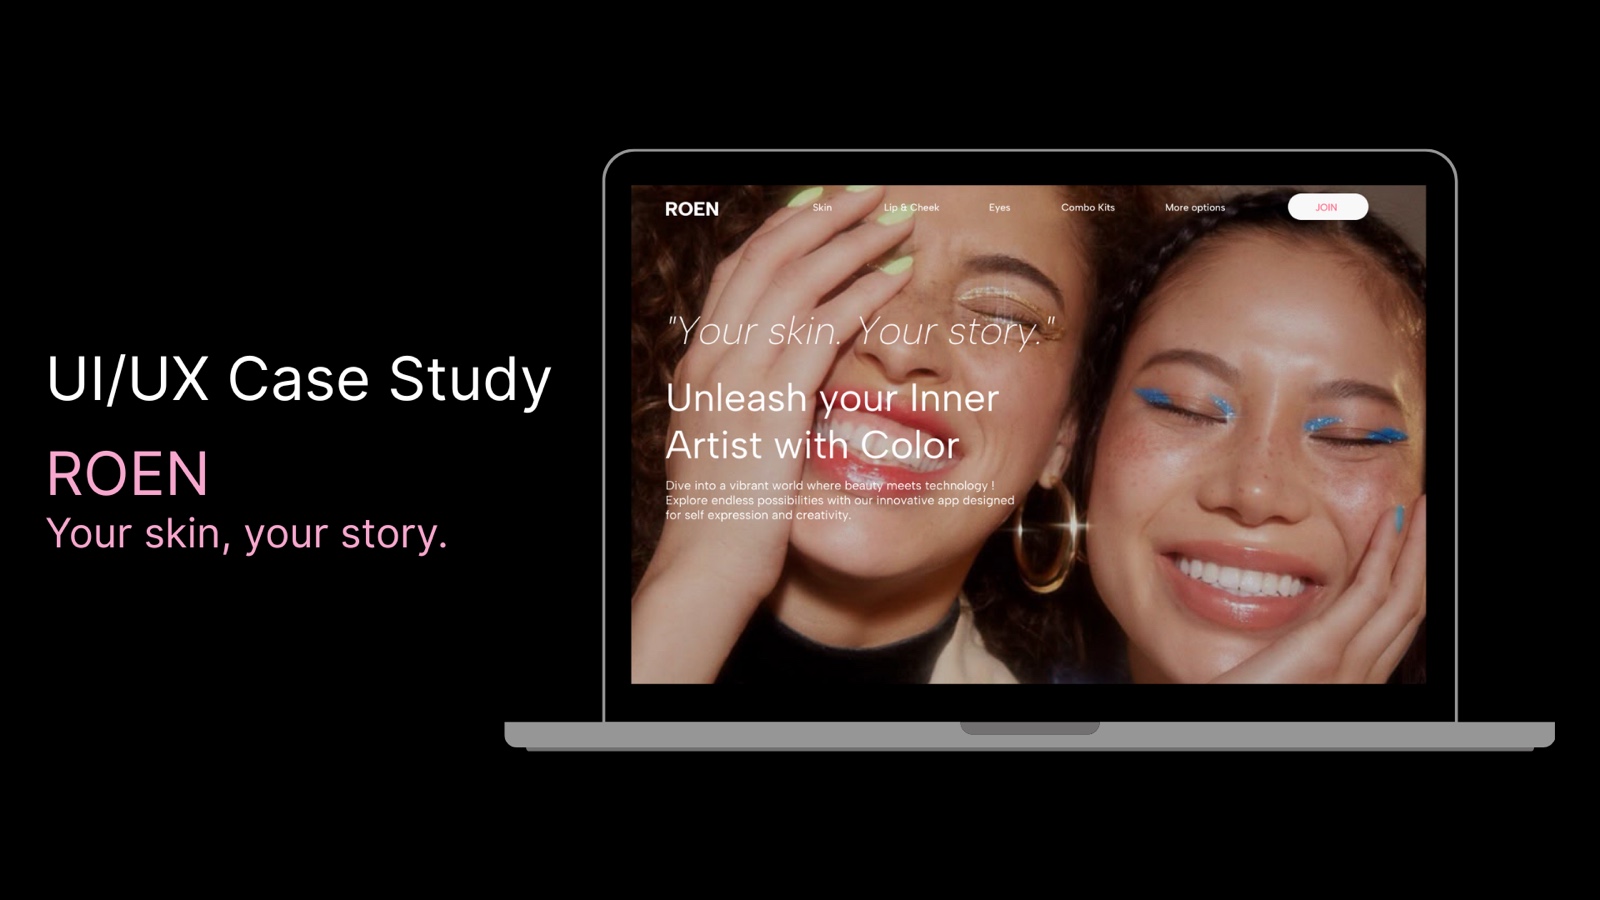 UI/UX Case Study
ROEN
Your skin, your story.
ROEN
Skin
Lip & Cheek
Eyes
Combo Kits
More options
JOIN
"Your skin. Your story."
Unleash your Inner
Artist with Color
Dive into a vibrant world where beauty meets technology !
Explore endless possibilities with our innovative app designed
for self expression and creativity.